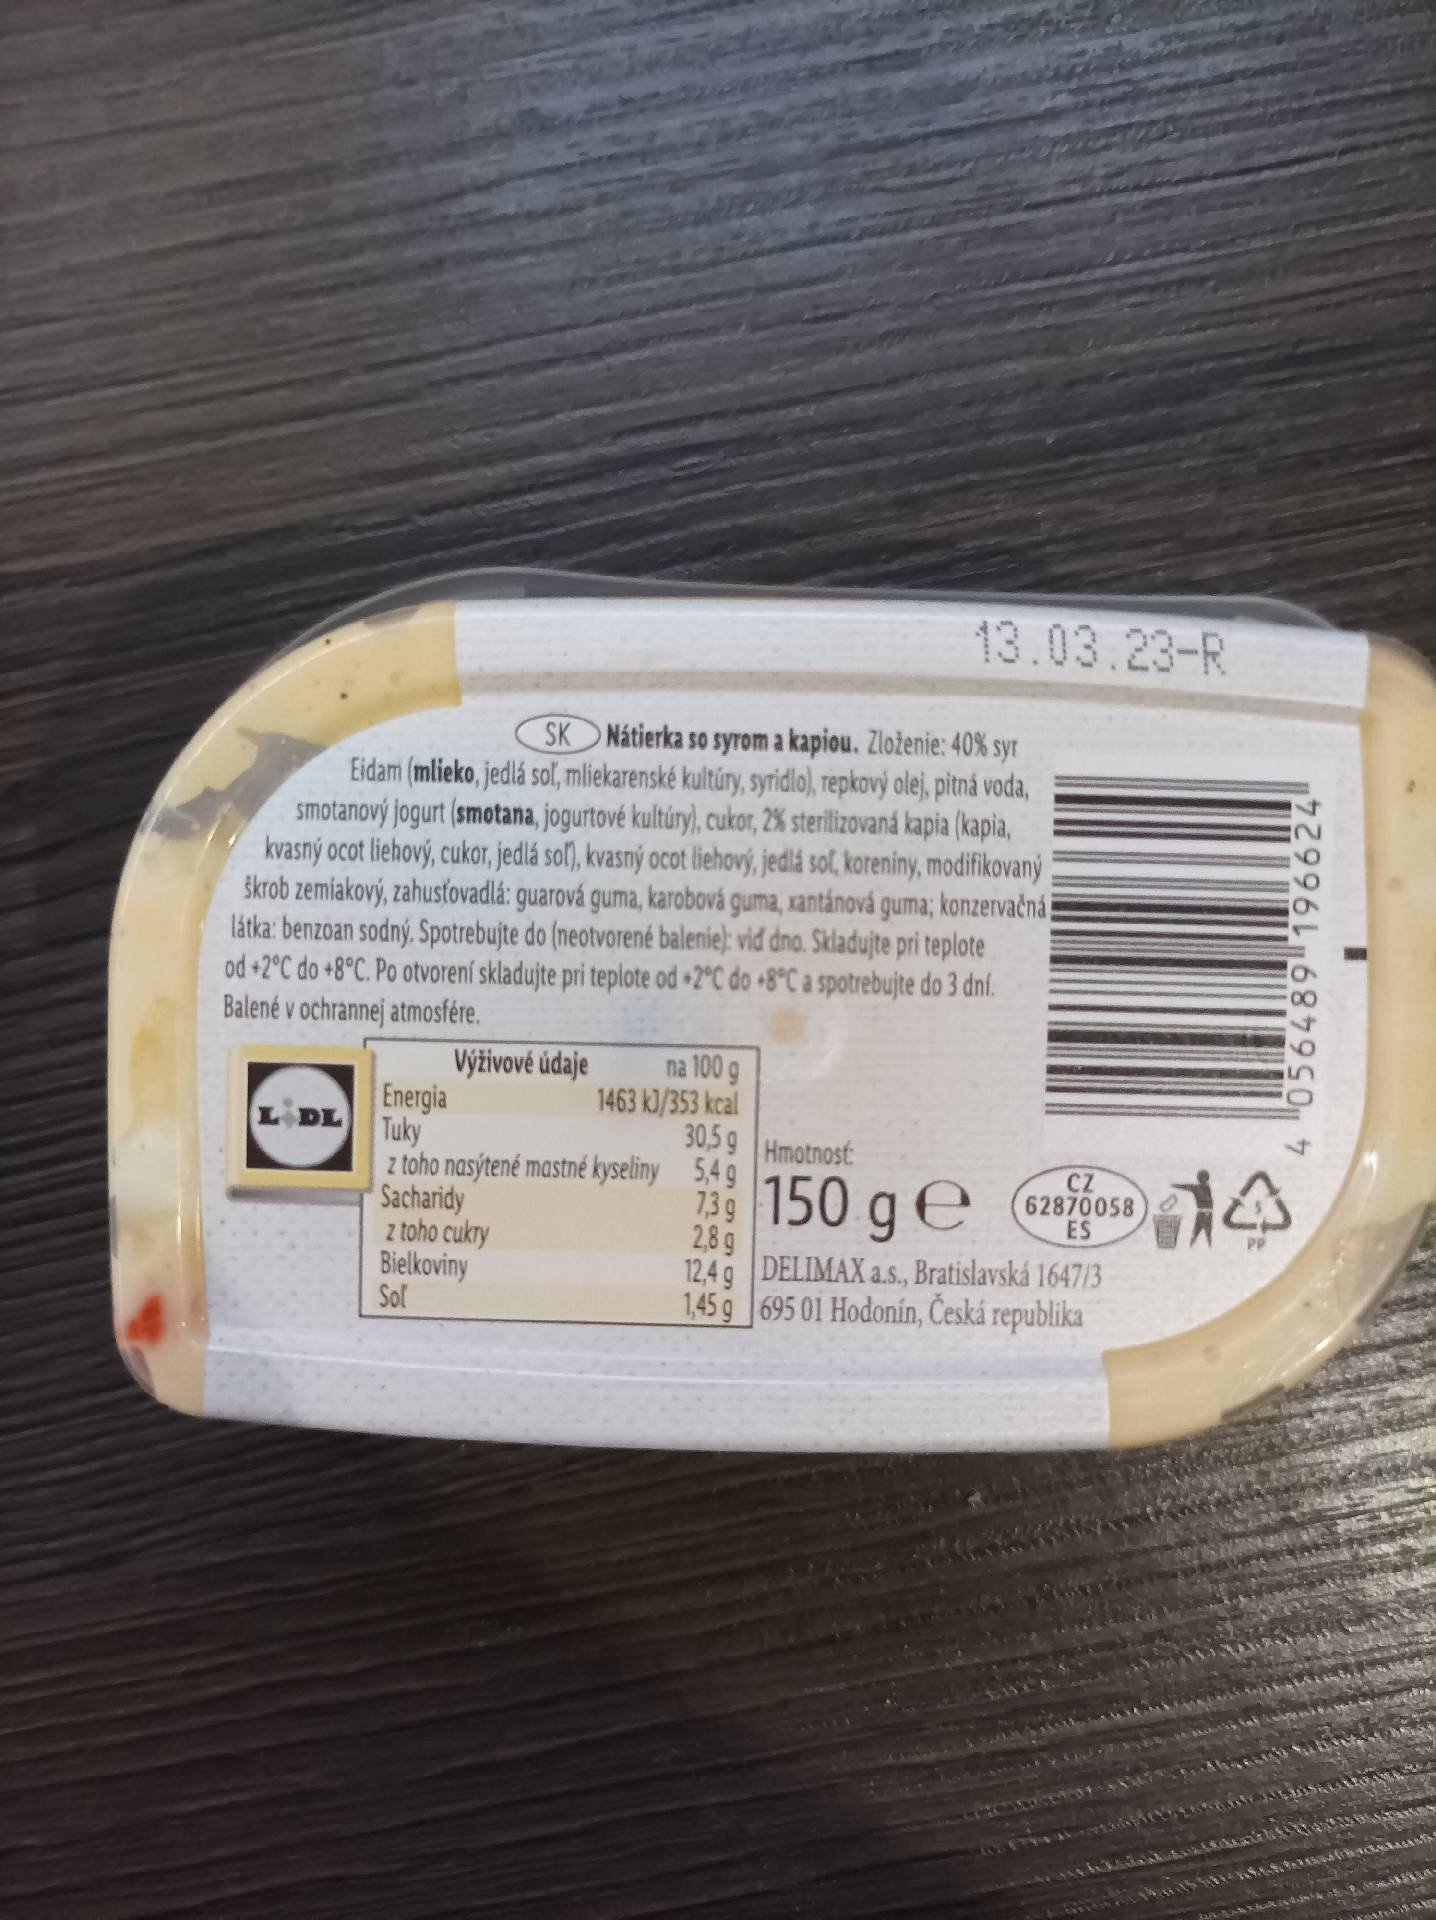 13.03.23-R
SK Nátierka so syrom a kapiou. Zloženie: 40% syr
Eidam (mlieko, jedlá soľ, mliekarenské kultúry, syridlo), repkový olej, pitná voda,
smotanový jogurt (smotana, jogurtové kultúry), cukor, 2% sterilizovaná kapia (kapia,
kvasný ocot liehový, cukor, jedlá soľ), kvasný ocot liehový, jedlá soľ, koreniny, modifikovaný
škrob zemiakový, zahusťovadlá: guarová guma, karobová guma, xantánová guma; konzervačná
látka: benzoan sodný. Spotrebujte do (neotvorené balenie): viď dno. Skladujte pri teplote
od +2°C do +8°C. Po otvorení skladujte pri teplote od +2°C do +8°C a spotrebujte do 3 dní.
Balené v ochrannej atmosfére.
4 056489 196624
LIDL
Výživové údaje na 100 g
Energia 1463 kJ/353 kcal
Tuky 30,5 g
z toho nasýtené mastné kyseliny 5,4 g
Sacharidy 7,3 g
z toho cukry 2,8 g
Bielkoviny 12,4 g
Soľ 1,45 g
Hmotnosť:
150 g e
CZ
62870058
ES
5
PP
DELIMAX a.s., Bratislavská 1647/3
695 01 Hodonín, Česká republika